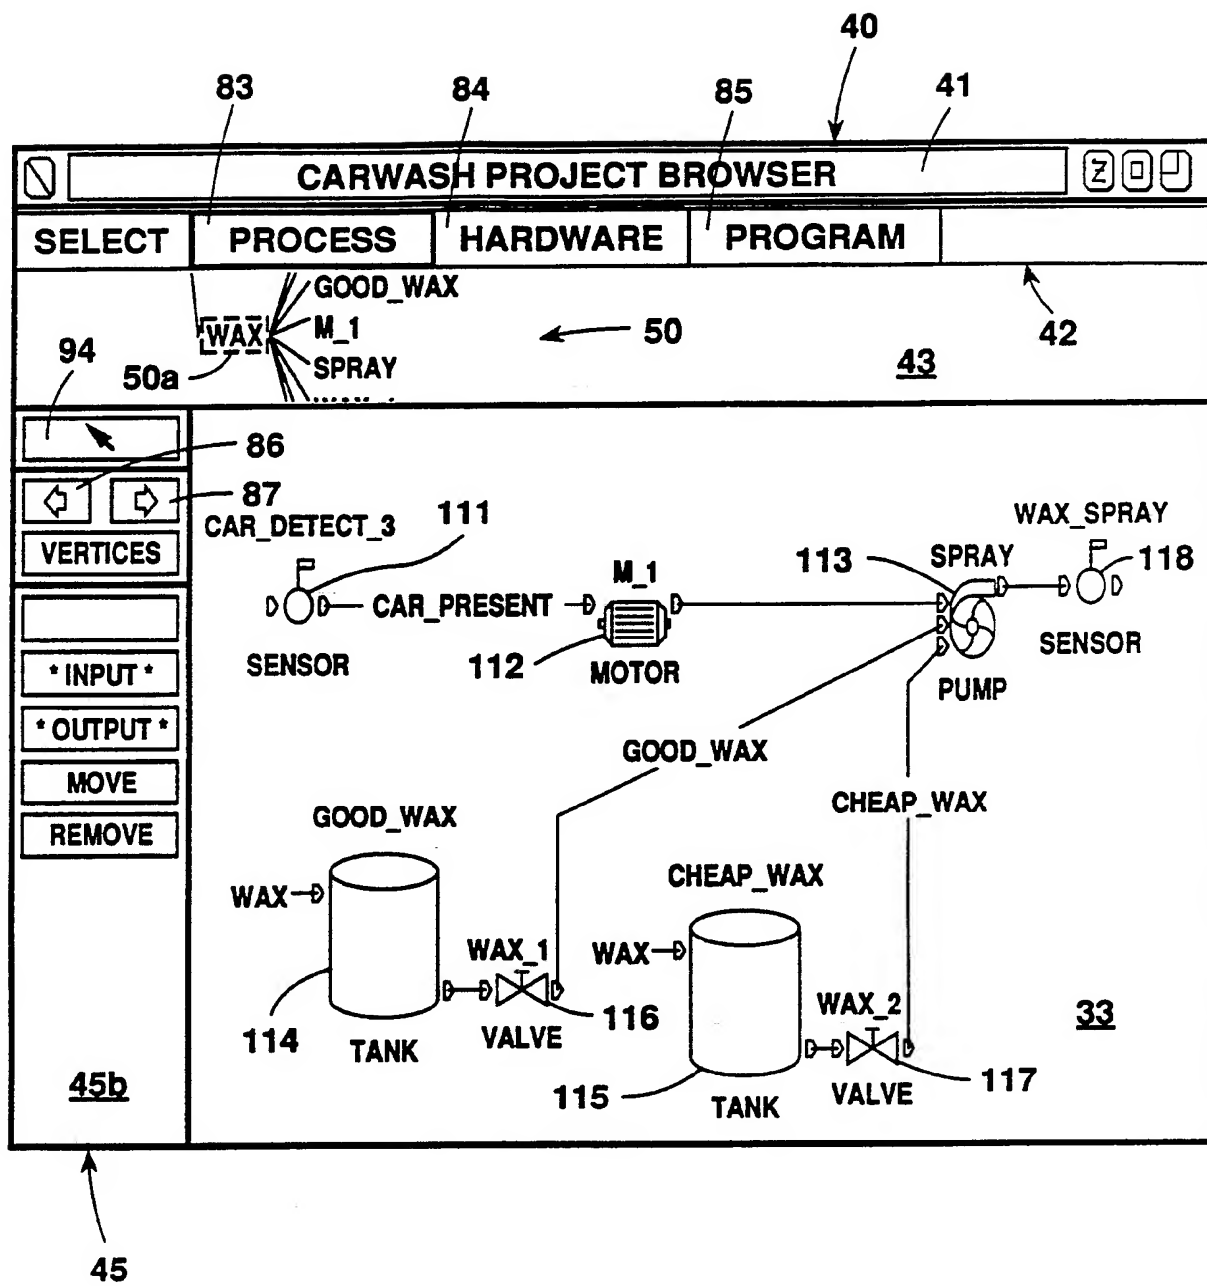 40
83
84
85
41
CARWASH PROJECT BROWSER
Z
SELECT
PROCESS
HARDWARE
PROGRAM
GOOD_WAX
WAX
M_1
SPRAY
50
42
94
50a
43
86
87
VERTICES
* INPUT *
* OUTPUT *
MOVE
REMOVE
45b
45
CAR_DETECT_3
111
SENSOR
CAR_PRESENT
M_1
112
MOTOR
113
SPRAY
PUMP
WAX_SPRAY
118
SENSOR
GOOD_WAX
CHEAP_WAX
GOOD_WAX
WAX
114
TANK
WAX_1
116
VALVE
CHEAP_WAX
WAX
115
TANK
WAX_2
117
VALVE
33